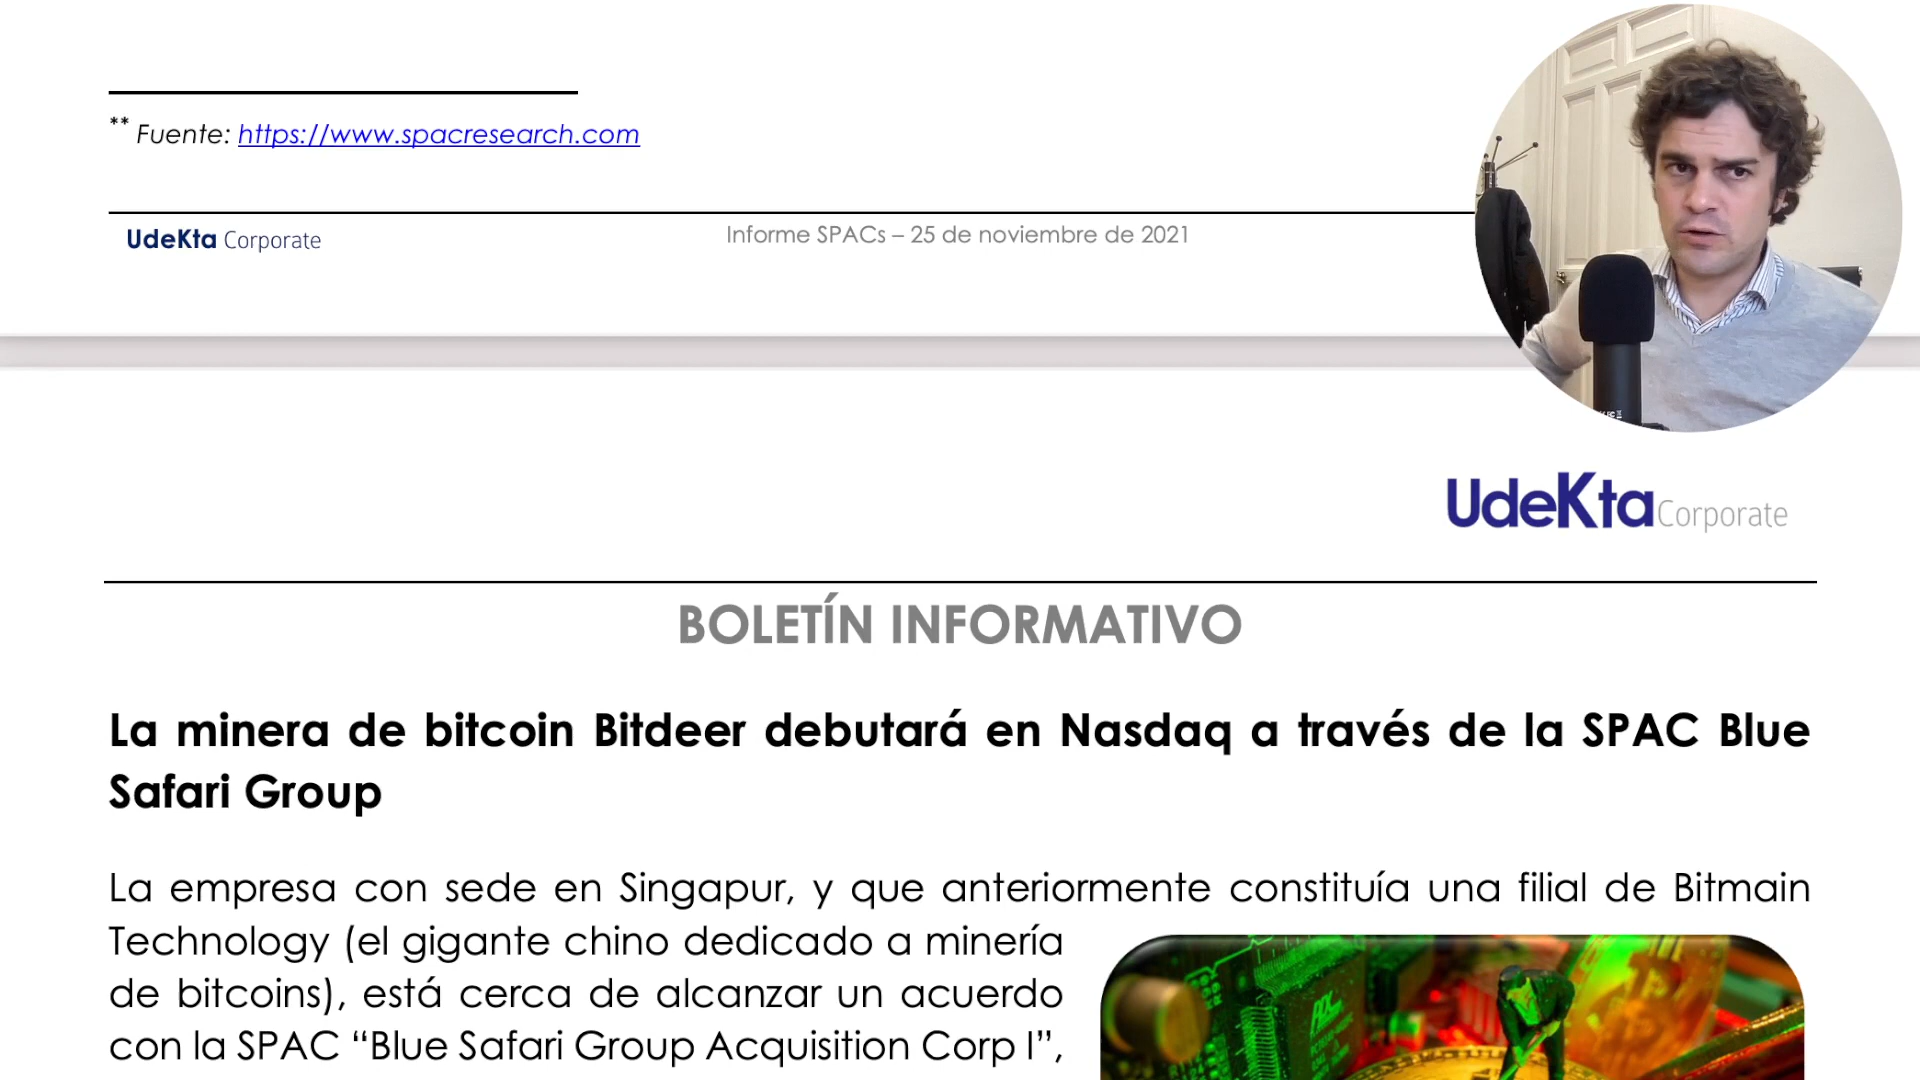 ** Fuente: https://www.spacresearch.com
UdeKta Corporate
Informe SPACs – 25 de noviembre de 2021
UdeKta Corporate
BOLETÍN INFORMATIVO
La minera de bitcoin Bitdeer debutará en Nasdaq a través de la SPAC Blue
Safari Group
La empresa con sede en Singapur, y que anteriormente constituía una filial de Bitmain
Technology (el gigante chino dedicado a minería
de bitcoins), está cerca de alcanzar un acuerdo
con la SPAC “Blue Safari Group Acquisition Corp I”,